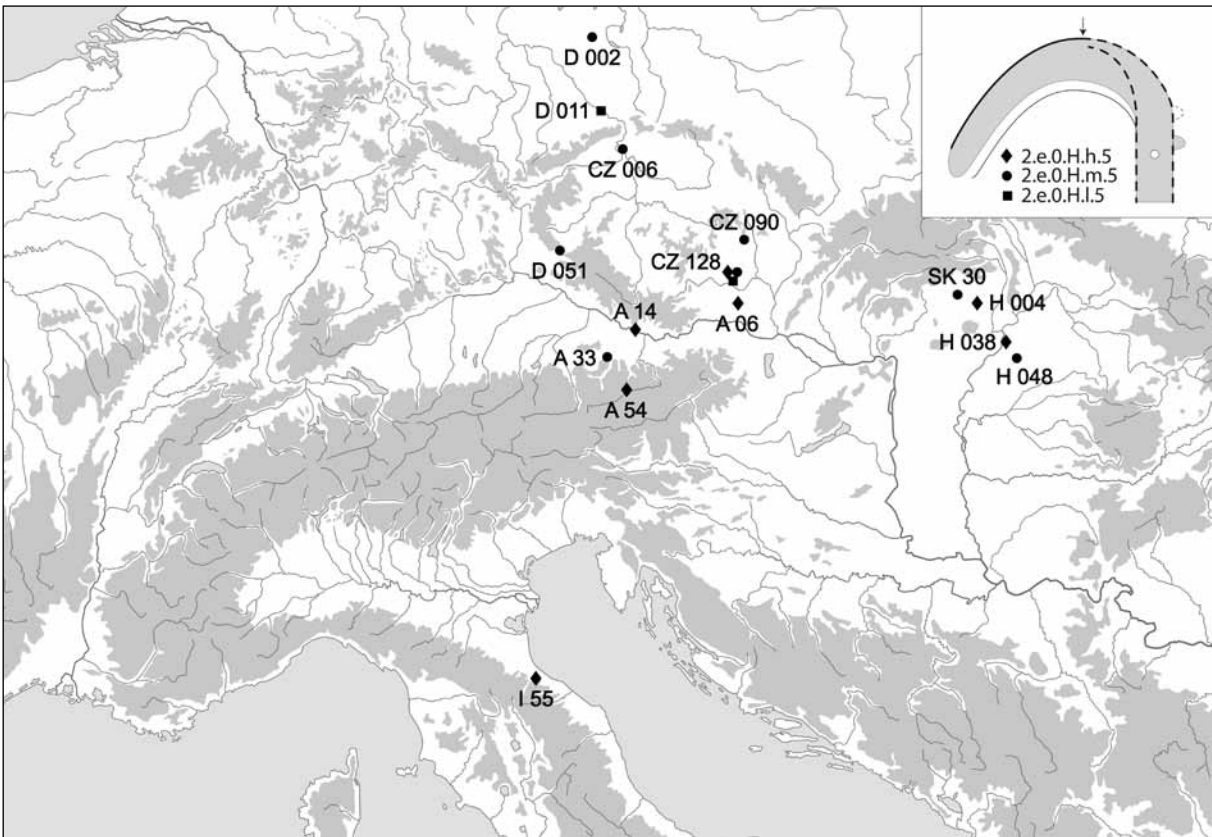 D 002
D 011
CZ 006
CZ 090
D 051
CZ 128
A 14
A 06
A 33
A 54
SK 30
H 004
H 038
H 048
I 55
2.e.0.H.h.5
2.e.0.H.m.5
2.e.0.H.l.5